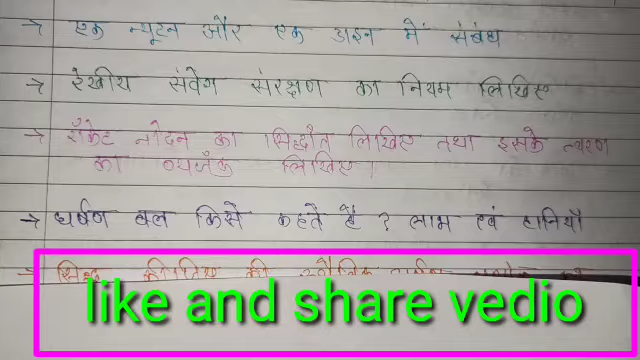 → एक न्यूटन और एक डाइन में संबंध
→ रेखीय संवेग संरक्षण का नियम लिखिए
→ रॉकेट नोदन का सिद्धांत लिखिए तथा इसके त्वरण
का व्यजंक लिखिए।
→ घर्षण बल किसे कहते है ? लाभ एवं हानियाँ
→ की
like and share vedio